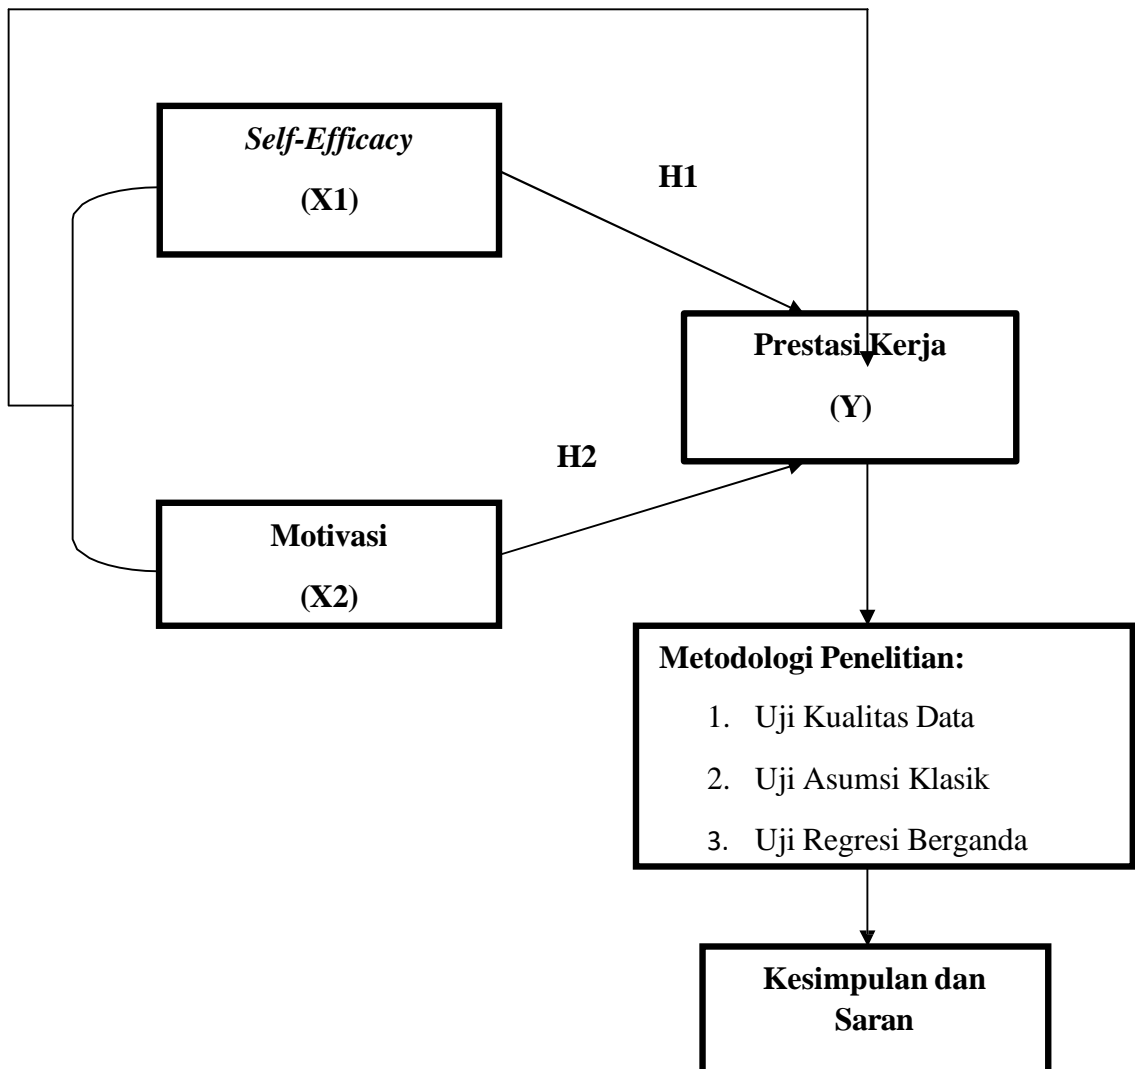 Self-Efficacy
(X1)
H1
Prestasi Kerja
(Y)
H2
Motivasi
(X2)
Metodologi Penelitian:
1. Uji Kualitas Data
2. Uji Asumsi Klasik
3. Uji Regresi Berganda
Kesimpulan dan
Saran